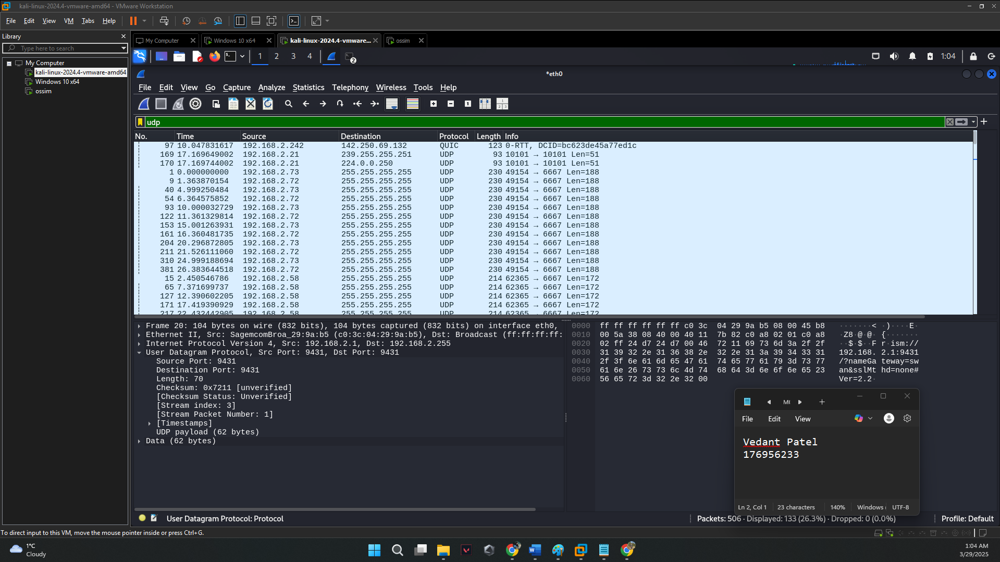 kali-linux-2024.4-vmware-amd64 - VMware Workstation
File Edit View VM Tabs Help
Library
Type here to search
My Computer
kali-linux-2024.4-vmware-amd64
Windows 10 x64
ossim
My Computer Windows 10 x64 kali-linux-2024.4-vmware... ossim
1 2 3 4 2 1:04
*eth0
File Edit View Go Capture Analyze Statistics Telephony Wireless Tools Help
udp
No. Time Source Destination Protocol Length Info
97 10.047831617 192.168.2.242 142.250.69.132 QUIC 123 0-RTT, DCID=bc623de45a77ed1c
169 17.169649002 192.168.2.21 239.255.255.251 UDP 93 10101 → 10101 Len=51
170 17.169744002 192.168.2.21 224.0.0.250 UDP 93 10101 → 10101 Len=51
1 0.000000000 192.168.2.73 255.255.255.255 UDP 230 49154 → 6667 Len=188
9 1.363870154 192.168.2.72 255.255.255.255 UDP 230 49154 → 6667 Len=188
40 4.999250484 192.168.2.73 255.255.255.255 UDP 230 49154 → 6667 Len=188
54 6.364575852 192.168.2.72 255.255.255.255 UDP 230 49154 → 6667 Len=188
93 10.000032729 192.168.2.73 255.255.255.255 UDP 230 49154 → 6667 Len=188
122 11.361329814 192.168.2.72 255.255.255.255 UDP 230 49154 → 6667 Len=188
153 15.001263931 192.168.2.73 255.255.255.255 UDP 230 49154 → 6667 Len=188
161 16.360481735 192.168.2.72 255.255.255.255 UDP 230 49154 → 6667 Len=188
204 20.296872805 192.168.2.73 255.255.255.255 UDP 230 49154 → 6667 Len=188
211 21.526111060 192.168.2.72 255.255.255.255 UDP 230 49154 → 6667 Len=188
310 24.999188694 192.168.2.73 255.255.255.255 UDP 230 49154 → 6667 Len=188
381 26.383644518 192.168.2.72 255.255.255.255 UDP 230 49154 → 6667 Len=188
15 2.450546786 192.168.2.58 255.255.255.255 UDP 214 62365 → 6667 Len=172
65 7.371699737 192.168.2.58 255.255.255.255 UDP 214 62365 → 6667 Len=172
127 12.390602205 192.168.2.58 255.255.255.255 UDP 214 62365 → 6667 Len=172
171 17.419390929 192.168.2.58 255.255.255.255 UDP 214 62365 → 6667 Len=172
217 22.432442905 192.168.2.58 255.255.255.255 UDP 214 62365 → 6667 Len=172
Frame 20: 104 bytes on wire (832 bits), 104 bytes captured (832 bits) on interface eth0,
Ethernet II, Src: SagemcomBroa_29:9a:b5 (c0:3c:04:29:9a:b5), Dst: Broadcast (ff:ff:ff:ff:
Internet Protocol Version 4, Src: 192.168.2.1, Dst: 192.168.2.255
User Datagram Protocol, Src Port: 9431, Dst Port: 9431
Source Port: 9431
Destination Port: 9431
Length: 70
Checksum: 0x7211 [unverified]
[Checksum Status: Unverified]
[Stream index: 3]
[Stream Packet Number: 1]
[Timestamps]
UDP payload (62 bytes)
Data (62 bytes)
0000 ff ff ff ff ff ff c0 3c 04 29 9a b5 08 00 45 b8 ·······< ·)····E·
0010 00 5a 38 08 40 00 40 11 7b 82 c0 a8 02 01 c0 a8 ·Z8·@·@· {·······
0020 02 ff 24 d7 24 d7 00 46 72 11 69 73 6d 3a 2f 2f ··$·$··F r·ism://
0030 31 39 32 2e 31 36 38 2e 32 2e 31 3a 39 34 33 31 192.168. 2.1:9431
0040 2f 3f 6e 61 6d 65 47 61 74 65 77 61 79 3d 73 77 /?nameGa teway=sw
0050 61 6e 26 73 73 6c 4d 74 68 64 3d 6e 6f 6e 65 23 an&sslMt hd=none#
0060 56 65 72 3d 32 2e 32 00 Ver=2.2·
File Edit View
Vedant Patel
176956233
Ln 2, Col 1 23 characters 140% Windows UTF-8
User Datagram Protocol: Protocol Packets: 506 · Displayed: 133 (26.3%) · Dropped: 0 (0.0%) Profile: Default
To direct input to this VM, move the mouse pointer inside or press Ctrl+G.
1°C
Cloudy
1:04 AM
3/29/2025